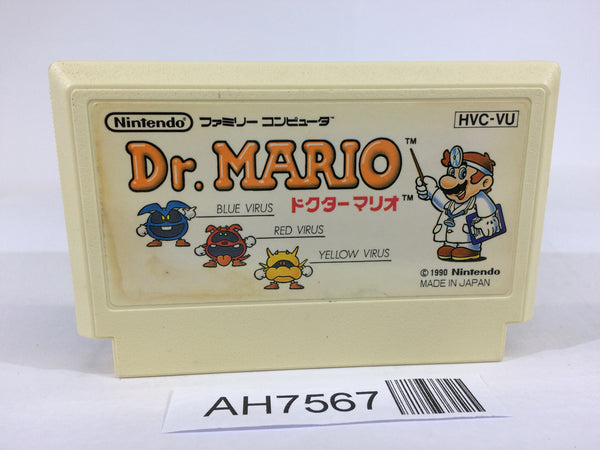 Nintendo ファミリーコンピュータ HVC-VU
Dr. MARIO™
ドクターマリオ™
BLUE VIRUS
RED VIRUS
YELLOW VIRUS
© 1990 Nintendo
MADE IN JAPAN
AH7567